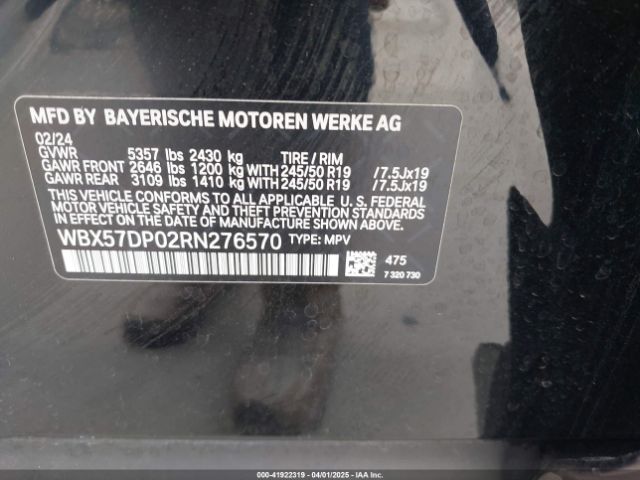 MFD BY BAYERISCHE MOTOREN WERKE AG
02/24
GVWR 5357 lbs 2430 kg TIRE / RIM
GAWR FRONT 2646 lbs 1200 kg WITH 245/50 R19 /7.5Jx19
GAWR REAR 3109 lbs 1410 kg WITH 245/50 R19 /7.5Jx19
THIS VEHICLE CONFORMS TO ALL APPLICABLE U. S. FEDERAL
MOTOR VEHICLE SAFETY, BUMPER, AND THEFT PREVENTION
STANDARDS IN EFFECT ON THE DATE OF MANUFACTURE SHOWN ABOVE.
WBX57DP02RN276570 TYPE: MPV
475
7 320 730
000-41922319 - 04/01/2025 - IAA Inc.